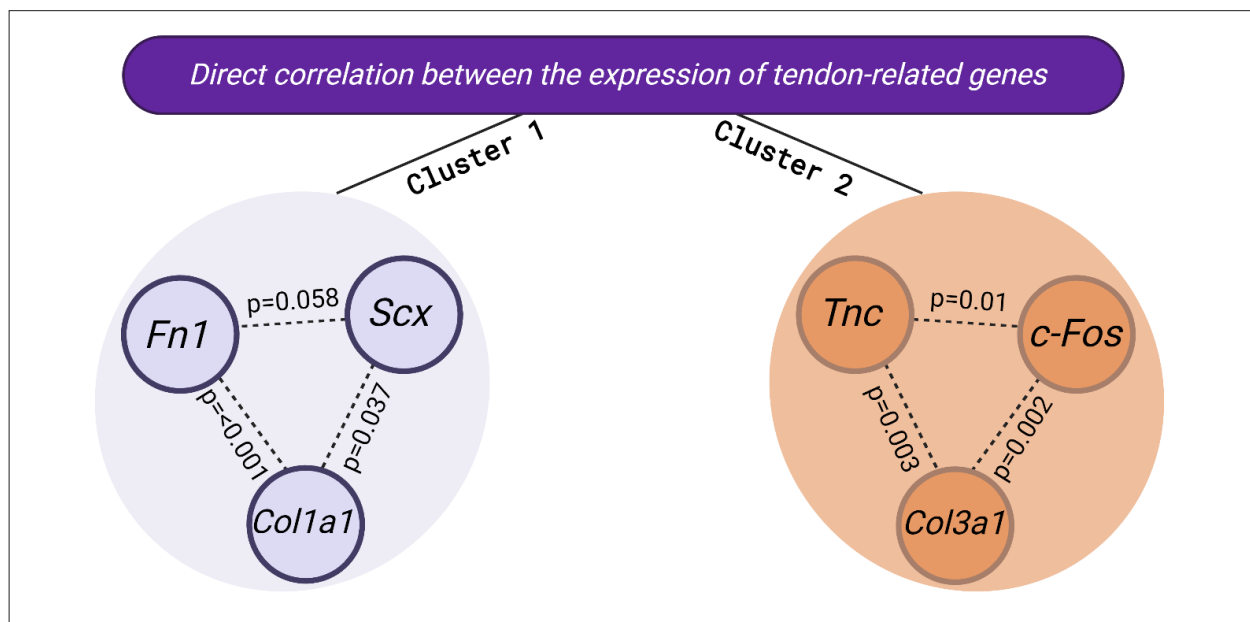 Direct correlation between the expression of tendon-related genes
Cluster 1
Cluster 2
Fn1
p=0.058
Scx
p=<0.001
p=0.037
Col1a1
Tnc
p=0.01
c-Fos
p=0.003
p=0.002
Col3a1